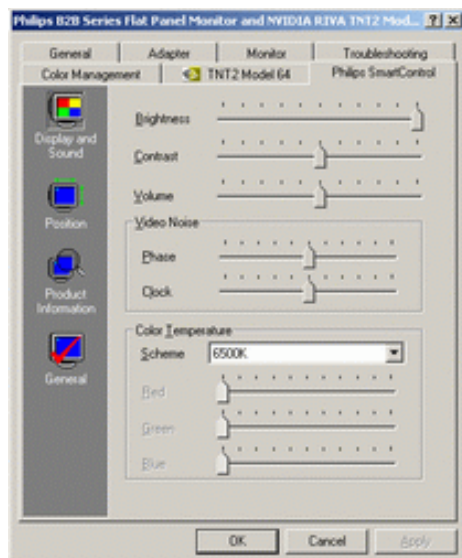 Philips B2B Series Flat Panel Monitor and NVIDIA RIVA TNT2 Mod...
General Adapter Monitor Troubleshooting
Color Management TNT2 Model 64 Philips SmartControl
Display and Sound
Position
Product Information
General
Brightness
Contrast
Volume
Video Noise
Phase
Clock
Color Temperature
Scheme 6500K
Red
Green
Blue
OK Cancel Apply